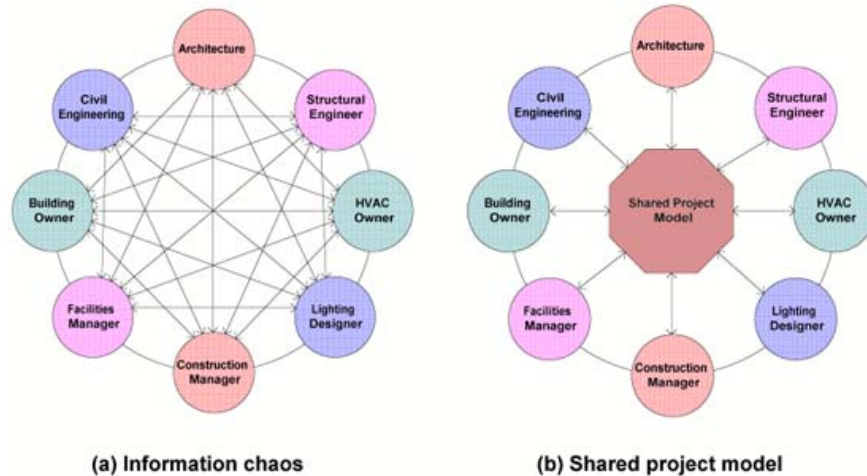 Architecture
Civil
Engineering
Structural
Engineer
Building
Owner
HVAC
Owner
Facilities
Manager
Lighting
Designer
Construction
Manager
(a) Information chaos
Architecture
Civil
Engineering
Structural
Engineer
Building
Owner
Shared Project
Model
HVAC
Owner
Facilities
Manager
Lighting
Designer
Construction
Manager
(b) Shared project model